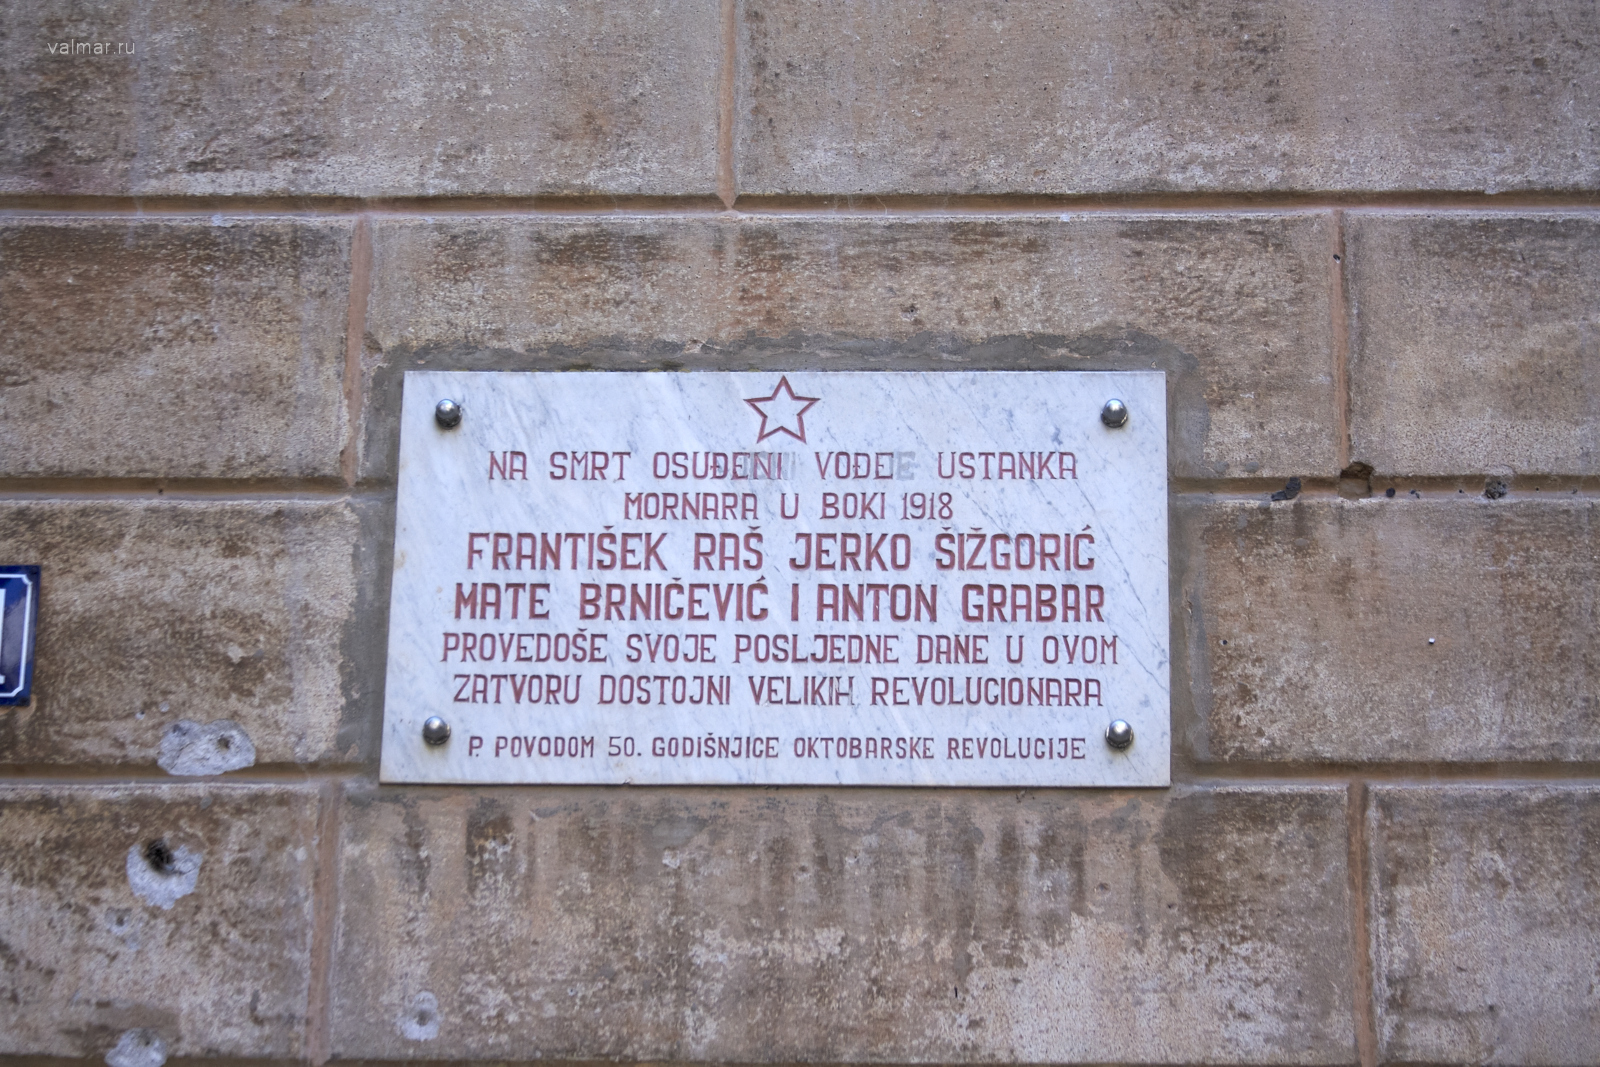 valmar.ru
NA SMRT OSUĐENI VOĐE USTANKA
MORNARA U BOKI 1918
FRANTIŠEK RAŠ JERKO ŠIŽGORIĆ
MATE BRNIČEVIĆ I ANTON GRABAR
PROVEDOŠE SVOJE POSLJEDNE DANE U OVOM
ZATVORU DOSTOJNI VELIKIH REVOLUCIONARA
P. POVODOM 50. GODIŠNJICE OKTOBARSKE REVOLUCIJE